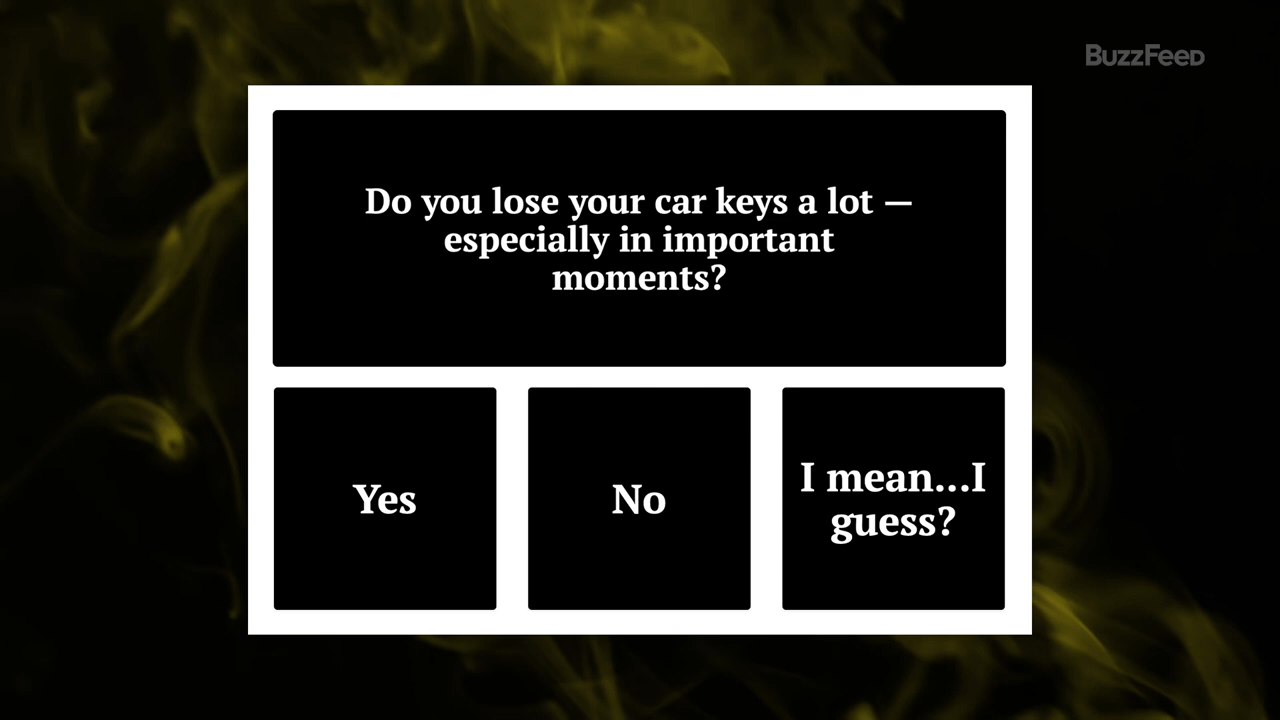 BuzzFeed
Do you lose your car keys a lot —
especially in important
moments?
Yes
No
I mean...I
guess?